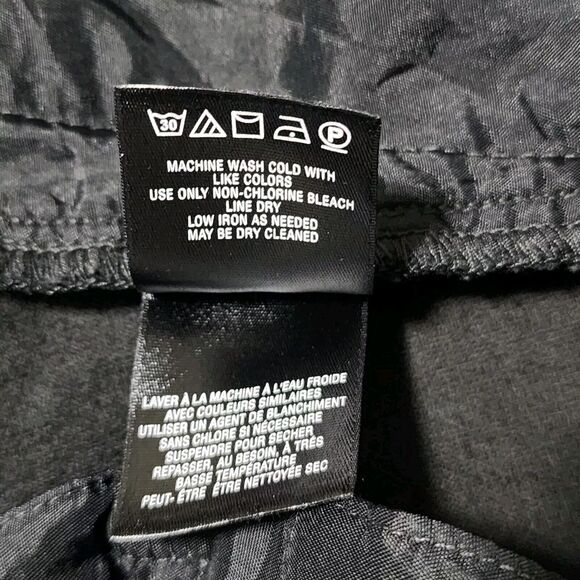 30 P
MACHINE WASH COLD WITH
LIKE COLORS
USE ONLY NON-CHLORINE BLEACH
LINE DRY
LOW IRON AS NEEDED
MAY BE DRY CLEANED
LAVER À LA MACHINE À L'EAU FROIDE
AVEC COULEURS SIMILAIRES
UTILISER UN AGENT DE BLANCHIMENT
SANS CHLORE SI NÉCESSAIRE
SUSPENDRE POUR SÉCHER
REPASSER, AU BESOIN, À TRÈS
BASSE TEMPÉRATURE
PEUT- ÊTRE ÊTRE NETTOYÉE SEC